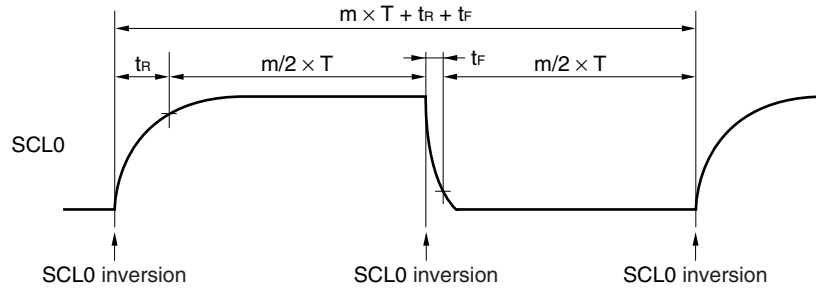 m × T + tR + tF
tR
m/2 × T
tF
m/2 × T
SCL0
SCL0 inversion
SCL0 inversion
SCL0 inversion